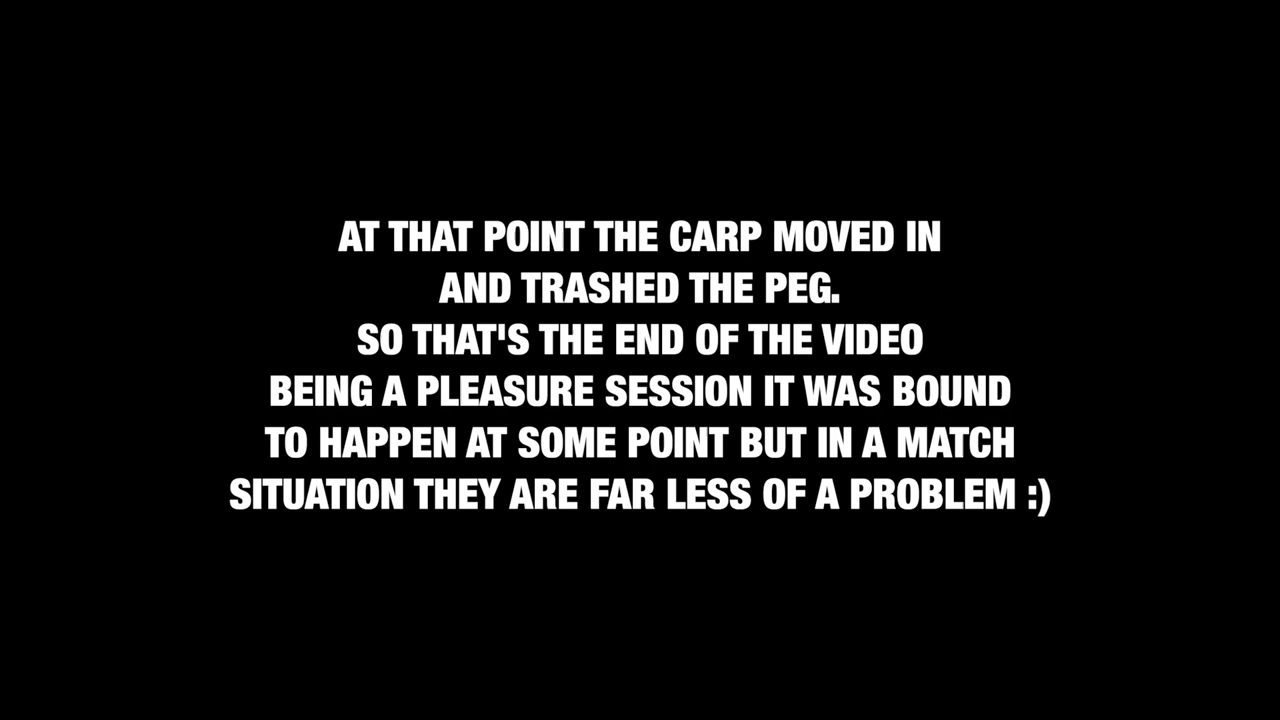 AT THAT POINT THE CARP MOVED IN
AND TRASHED THE PEG.
SO THAT'S THE END OF THE VIDEO
BEING A PLEASURE SESSION IT WAS BOUND
TO HAPPEN AT SOME POINT BUT IN A MATCH
SITUATION THEY ARE FAR LESS OF A PROBLEM :)